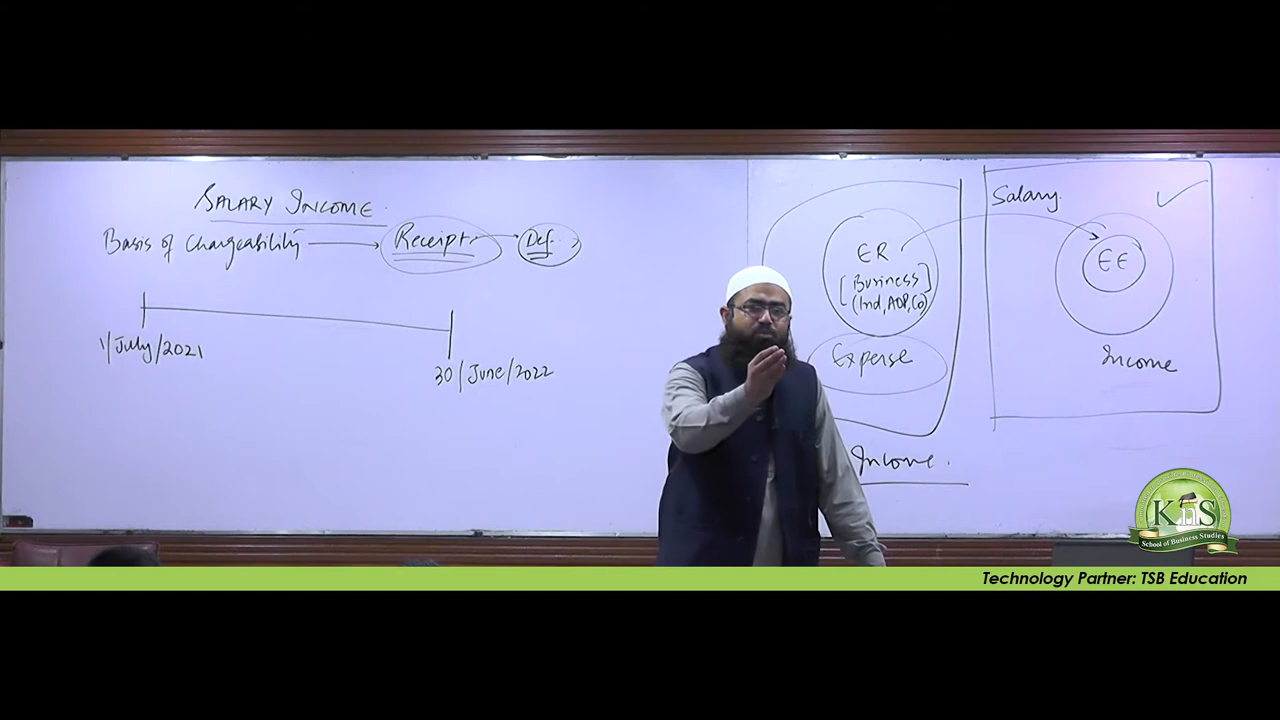 SALARY INCOME
Basis of Chargeability → Receipt → Def...
1/July/2021
30/June/2022
ER
[Business]
(Ind, AOP, Co)
Expense
Income.
Salary.
EE
Income
KnS
School of Business Studies
Technology Partner: TSB Education